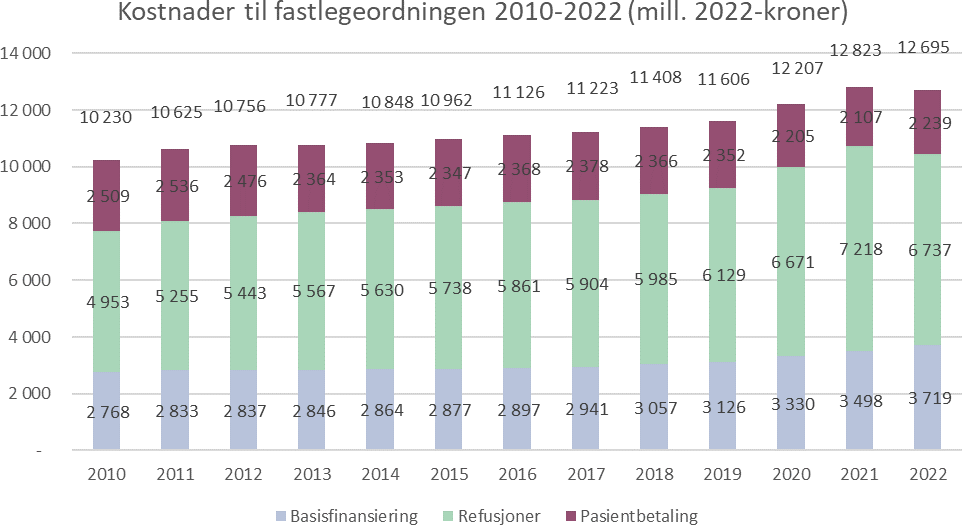 Kostnader til fastlegeordningen 2010-2022 (mill. 2022-kroner)
14 000
12 000
10 000
8 000
6 000
4 000
2 000
-
10 230 10 625 10 756 10 777 10 848 10 962 11 126 11 223 11 408 11 606 12 207 12 823 12 695
2 509 2 536 2 476 2 364 2 353 2 347 2 368 2 378 2 366 2 352 2 205 2 107 2 239
4 953 5 255 5 443 5 567 5 630 5 738 5 861 5 904 5 985 6 129 6 671 7 218 6 737
2 768 2 833 2 837 2 846 2 864 2 877 2 897 2 941 3 057 3 126 3 330 3 498 3 719
2010 2011 2012 2013 2014 2015 2016 2017 2018 2019 2020 2021 2022
Basisfinansiering Refusjoner Pasientbetaling